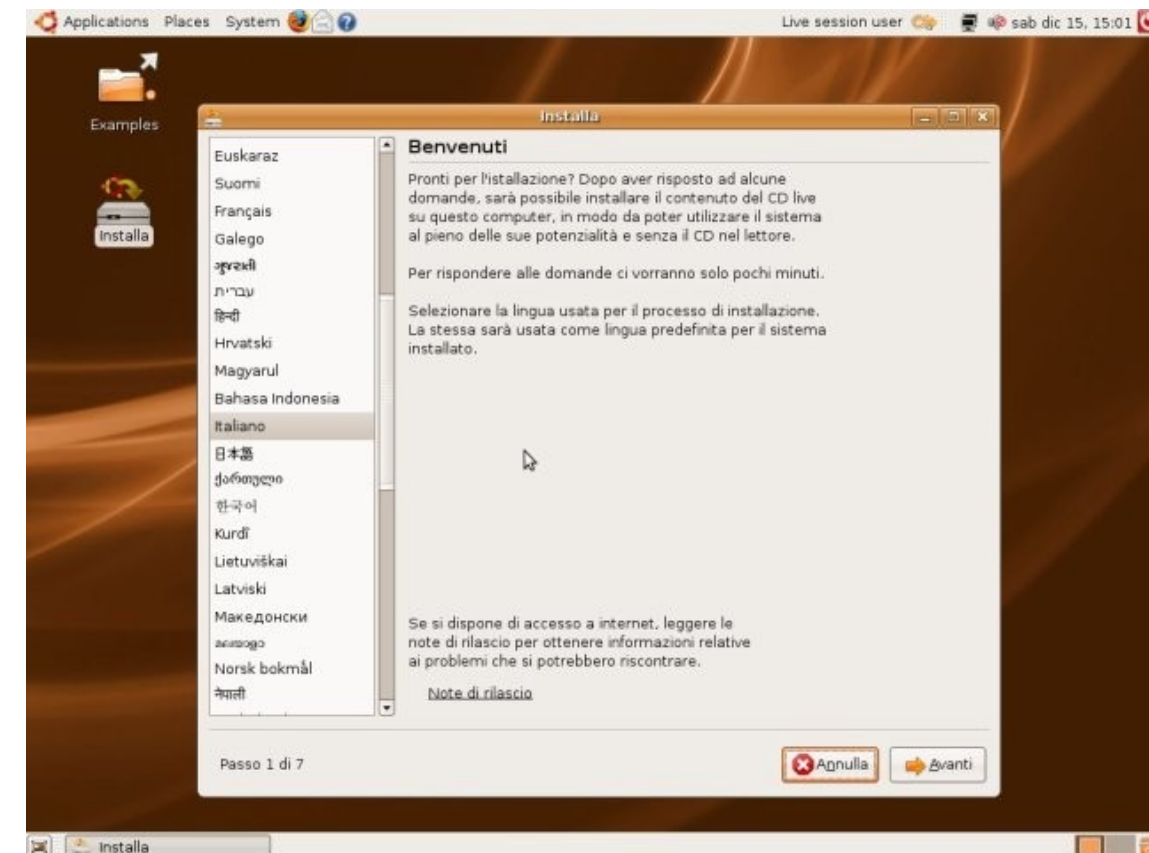 Applications Places System
Live session user
sab dic 15, 15:01
Examples
Installa
Installa
Euskaraz
Suomi
Français
Galego
ગુજરાતી
עברית
हिन्दी
Hrvatski
Magyarul
Bahasa Indonesia
Italiano
日本語
ქართული
한국어
Kurdî
Lietuviškai
Latviski
Македонски
Norsk bokmål
नेपाली
Benvenuti
Pronti per l'istallazione? Dopo aver risposto ad alcune
domande, sarà possibile installare il contenuto del CD live
su questo computer, in modo da poter utilizzare il sistema
al pieno delle sue potenzialità e senza il CD nel lettore.
Per rispondere alle domande ci vorranno solo pochi minuti.
Selezionare la lingua usata per il processo di installazione.
La stessa sarà usata come lingua predefinita per il sistema
installato.
Se si dispone di accesso a internet, leggere le
note di rilascio per ottenere informazioni relative
ai problemi che si potrebbero riscontrare.
Note di rilascio
Passo 1 di 7
Annulla
Avanti
Installa